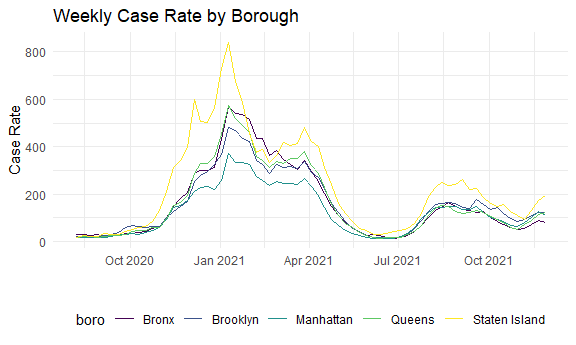 Weekly Case Rate by Borough
Case Rate
800
600
400
200
0
Oct 2020 Jan 2021 Apr 2021 Jul 2021 Oct 2021
boro Bronx Brooklyn Manhattan Queens Staten Island